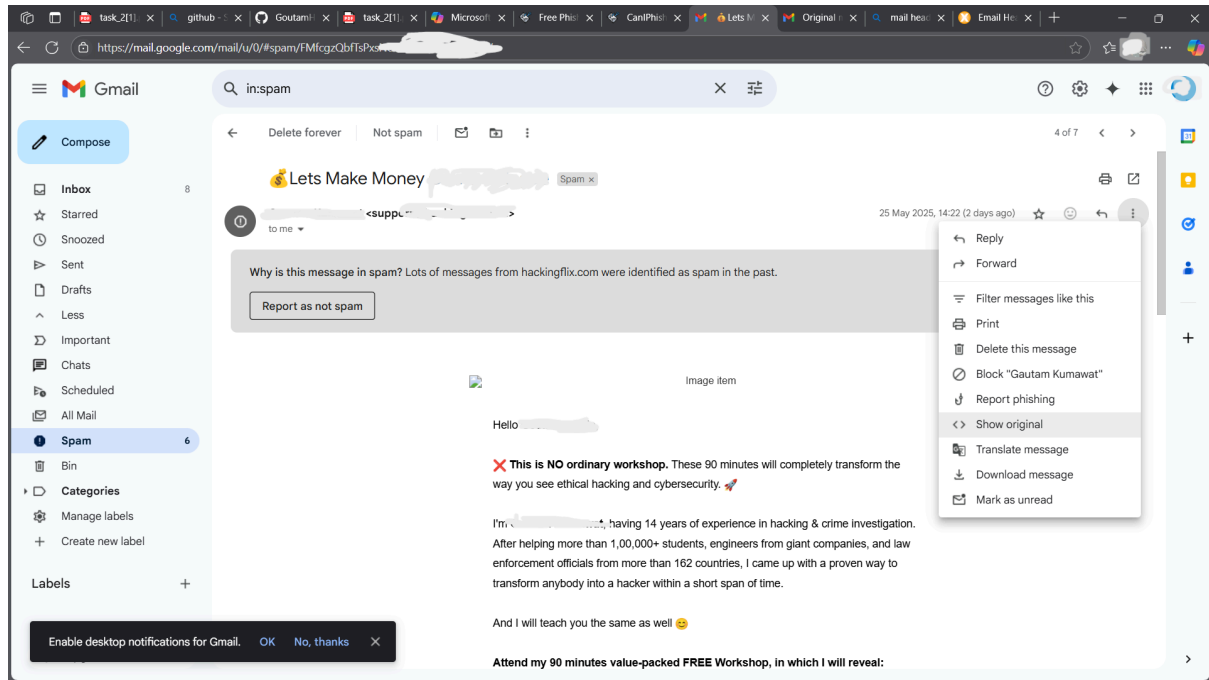 task_2[1].
github - S
GoutamH
task_2[1].
Microsoft
Free Phis
CanIPhish
Lets M
Original m
mail head
Email He
https://mail.google.com/mail/u/0/#spam/FMfcgzQbfTsPxs
Gmail
in:spam
Compose
Delete forever
Not spam
4 of 7
31
💰Lets Make Money
Spam ×
Inbox 8
Starred
Snoozed
Sent
Drafts
Less
Important
Chats
Scheduled
All Mail
Spam 6
Bin
Categories
Manage labels
Create new label
Labels
<suppor >
25 May 2025, 14:22 (2 days ago)
to me
Why is this message in spam? Lots of messages from hackingflix.com were identified as spam in the past.
Report as not spam
Reply
Forward
Filter messages like this
Print
Delete this message
Block "Gautam Kumawat"
Report phishing
Show original
Translate message
Download message
Mark as unread
Image item
Hello
❌ This is NO ordinary workshop. These 90 minutes will completely transform the
way you see ethical hacking and cybersecurity. 🚀
I'm , having 14 years of experience in hacking & crime investigation.
After helping more than 1,00,000+ students, engineers from giant companies, and law
enforcement officials from more than 162 countries, I came up with a proven way to
transform anybody into a hacker within a short span of time.
And I will teach you the same as well 😊
Attend my 90 minutes value-packed FREE Workshop, in which I will reveal:
Enable desktop notifications for Gmail. OK No, thanks